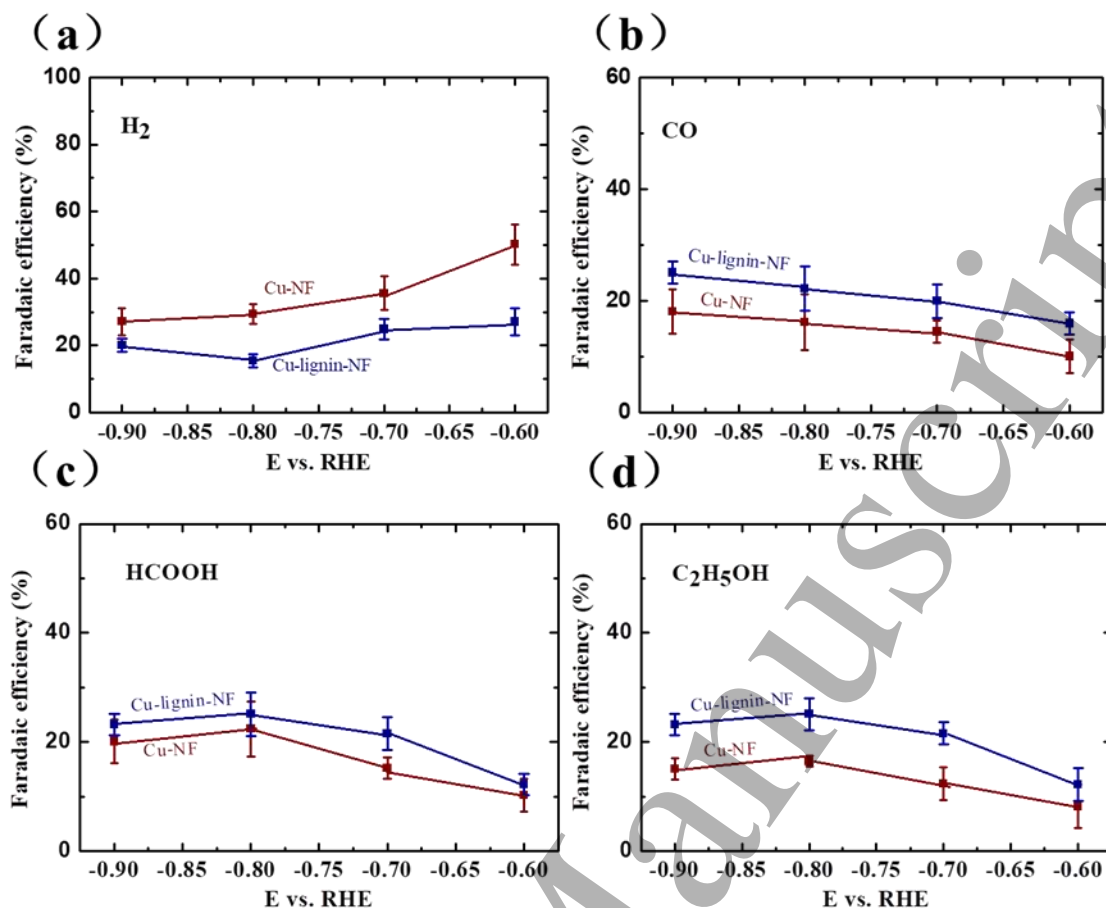 (a)
100
80
60
40
20
0
Faradaic efficiency (%)
H2
Cu-NF
Cu-lignin-NF
-0.90 -0.85 -0.80 -0.75 -0.70 -0.65 -0.60
E vs. RHE
(b)
60
40
20
0
Faradaic efficiency (%)
CO
Cu-lignin-NF
Cu-NF
-0.90 -0.85 -0.80 -0.75 -0.70 -0.65 -0.60
E vs. RHE
(c)
60
40
20
0
Faradaic efficiency (%)
HCOOH
Cu-lignin-NF
Cu-NF
-0.90 -0.85 -0.80 -0.75 -0.70 -0.65 -0.60
E vs. RHE
(d)
60
40
20
0
Faradaic efficiency (%)
C2H5OH
Cu-lignin-NF
Cu-NF
-0.90 -0.85 -0.80 -0.75 -0.70 -0.65 -0.60
E vs. RHE
Manuscrip